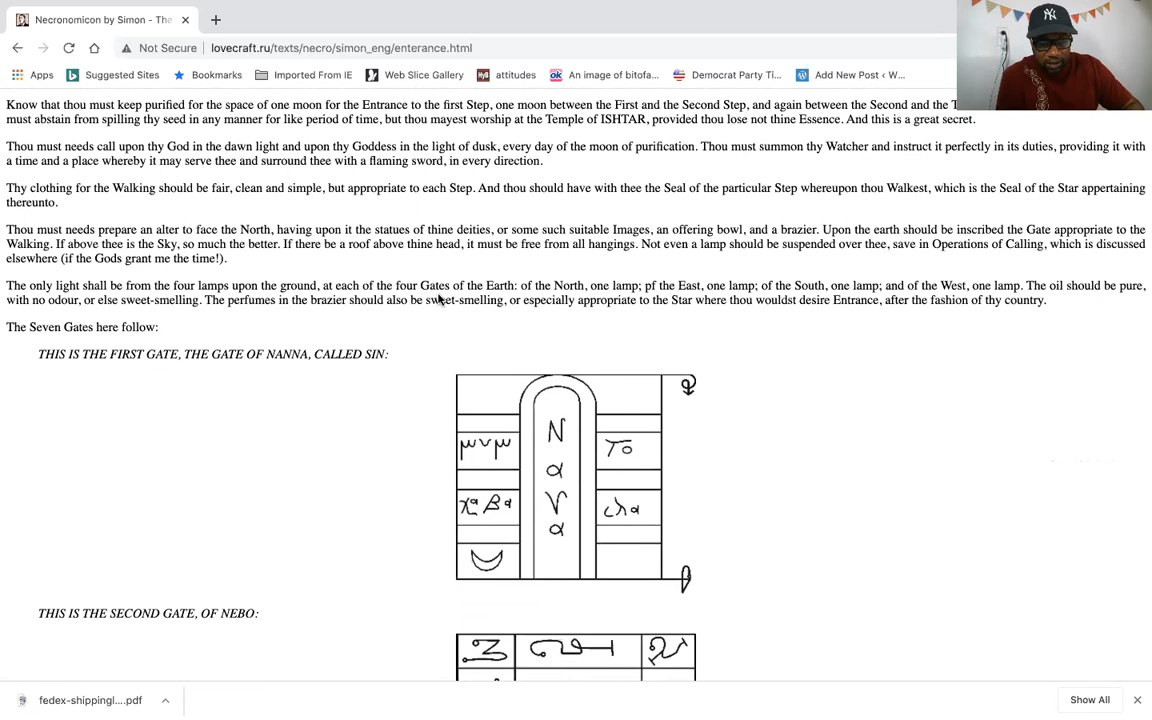 Necronomicon by Simon - The
Not Secure
lovecraft.ru/texts/necro/simon_eng/enterance.html
Apps
Suggested Sites
Bookmarks
Imported From IE
Web Slice Gallery
HyB
attitudes
ok
An image of bitofa...
Democrat Party Ti...
Add New Post ‹ W...
Know that thou must keep purified for the space of one moon for the Entrance to the first Step, one moon between the First and the Second Step, and again between the Second and the
must abstain from spilling thy seed in any manner for like period of time, but thou mayest worship at the Temple of ISHTAR, provided thou lose not thine Essence. And this is a great secret.
Thou must needs call upon thy God in the dawn light and upon thy Goddess in the light of dusk, every day of the moon of purification. Thou must summon thy Watcher and instruct it perfectly in its duties, providing it with
a time and a place whereby it may serve thee and surround thee with a flaming sword, in every direction.
Thy clothing for the Walking should be fair, clean and simple, but appropriate to each Step. And thou should have with thee the Seal of the particular Step whereupon thou Walkest, which is the Seal of the Star appertaining
thereunto.
Thou must needs prepare an alter to face the North, having upon it the statues of thine deities, or some such suitable Images, an offering bowl, and a brazier. Upon the earth should be inscribed the Gate appropriate to the
Walking. If above thee is the Sky, so much the better. If there be a roof above thine head, it must be free from all hangings. Not even a lamp should be suspended over thee, save in Operations of Calling, which is discussed
elsewhere (if the Gods grant me the time!).
The only light shall be from the four lamps upon the ground, at each of the four Gates of the Earth: of the North, one lamp; pf the East, one lamp; of the South, one lamp; and of the West, one lamp. The oil should be pure,
with no odour, or else sweet-smelling. The perfumes in the brazier should also be sweet-smelling, or especially appropriate to the Star where thou wouldst desire Entrance, after the fashion of thy country.
The Seven Gates here follow:
THIS IS THE FIRST GATE, THE GATE OF NANNA, CALLED SIN:
THIS IS THE SECOND GATE, OF NEBO:
fedex-shippingl....pdf
Show All